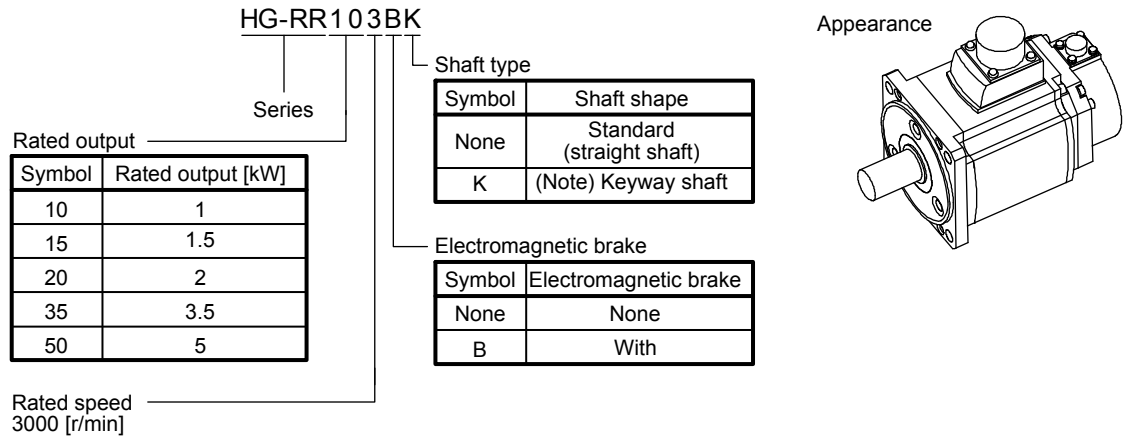 HG-RR103BK
Appearance
Shaft type
Symbol Shaft shape
None Standard
(straight shaft)
K (Note) Keyway shaft
Series
Rated output
Symbol Rated output [kW]
10 1
15 1.5
20 2
35 3.5
50 5
Electromagnetic brake
Symbol Electromagnetic brake
None None
B With
Rated speed
3000 [r/min]